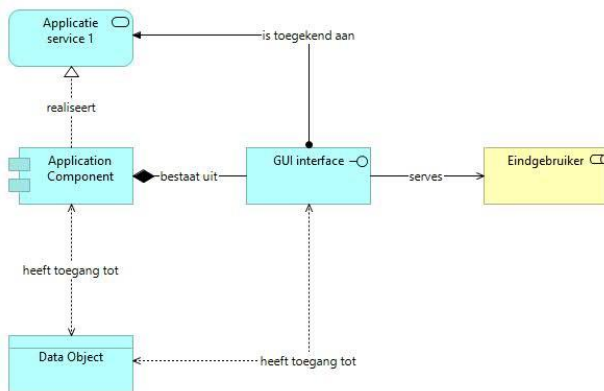 Applicatie
service 1
is toegekend aan
realiseert
Application
Component
bestaat uit
GUI interface
serves
Eindgebruiker
heeft toegang tot
Data Object
heeft toegang tot